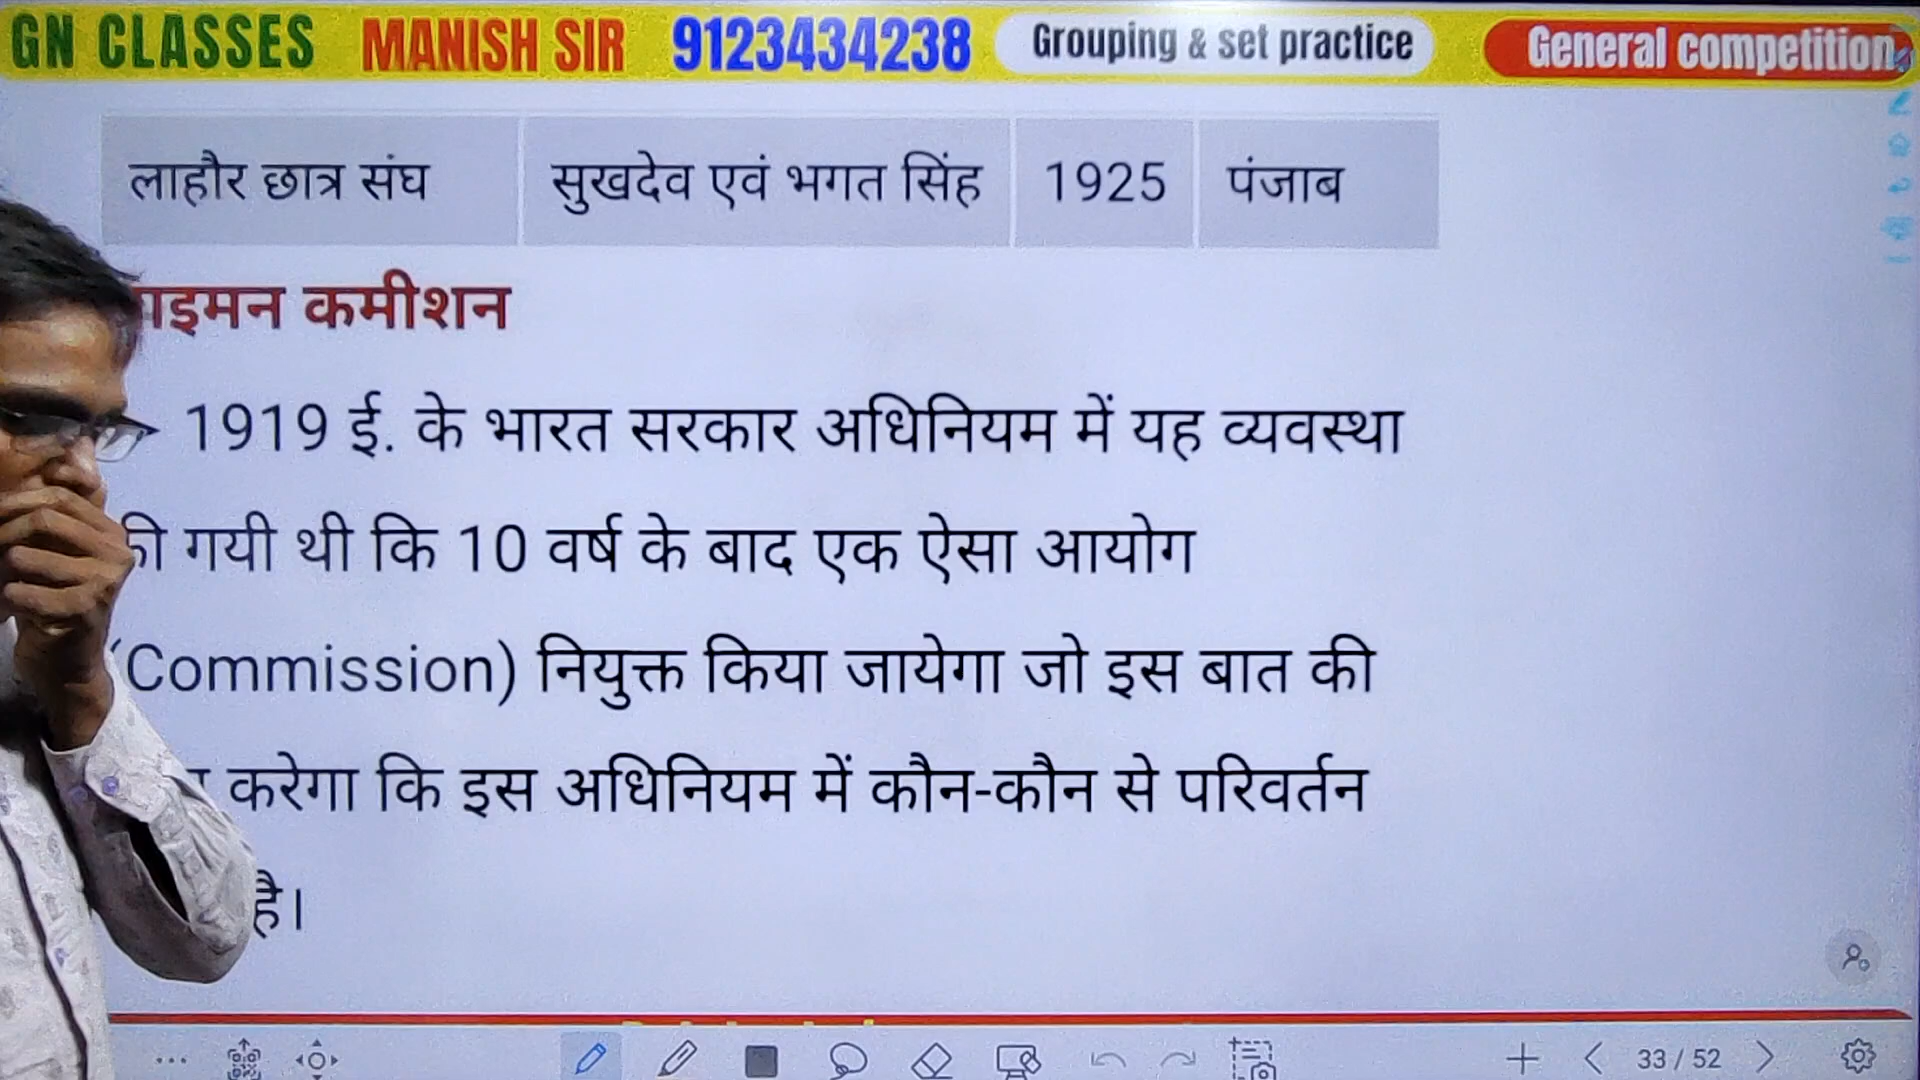 GN CLASSES MANISH SIR 9123434238 Grouping & set practice General competition
लाहौर छात्र संघ सुखदेव एवं भगत सिंह 1925 पंजाब
कमीशन
1919 ई. के भारत सरकार अधिनियम में यह व्यवस्था
गयी थी कि 10 वर्ष के बाद एक ऐसा आयोग
(Commission) नियुक्त किया जायेगा जो इस बात की
करेगा कि इस अधिनियम में कौन-कौन से परिवर्तन
है।
33 / 52